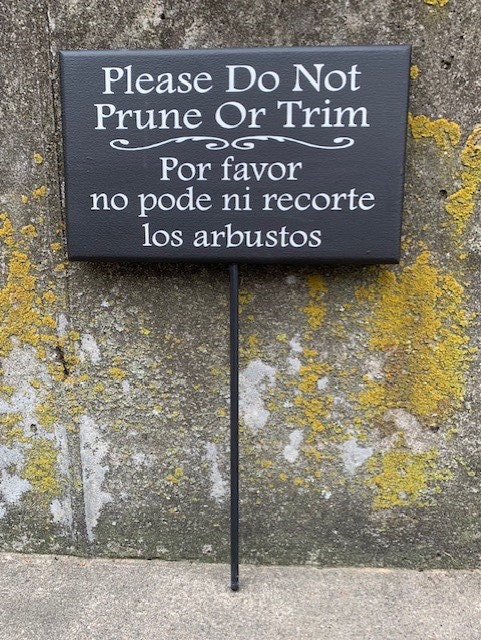 Please Do Not
Prune Or Trim
Por favor
no pode ni recorte
los arbustos